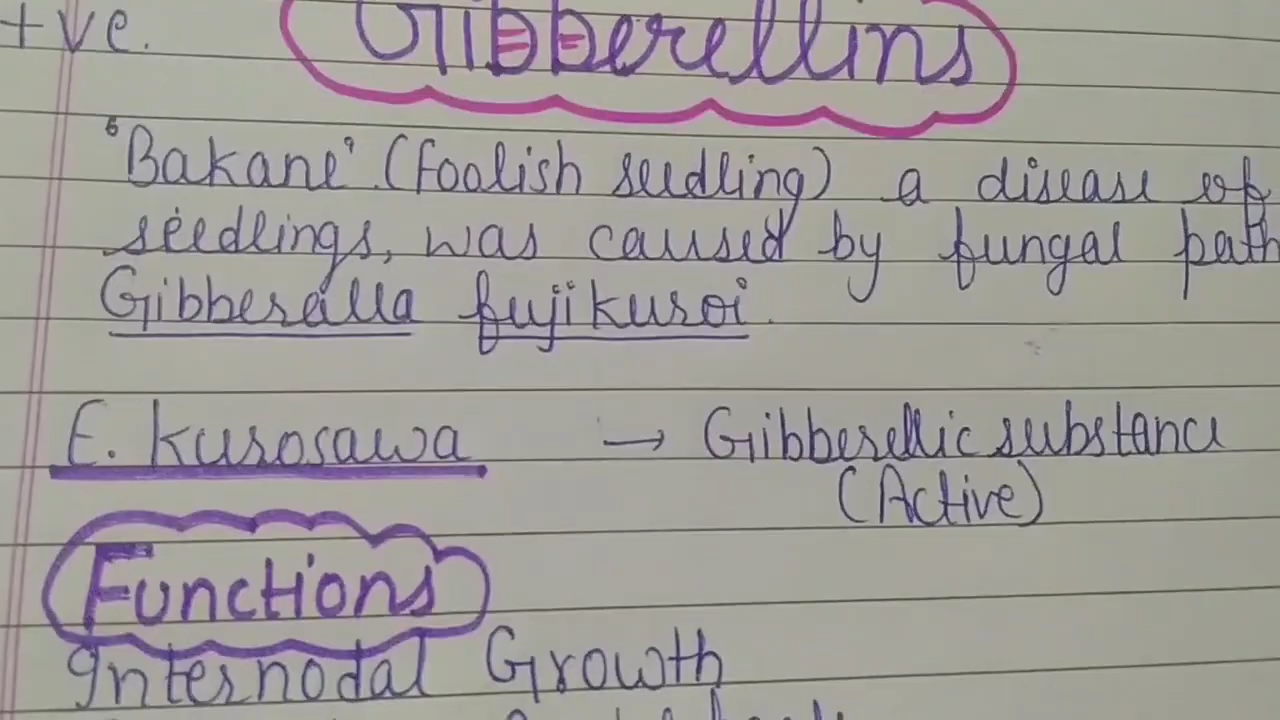 +ve.
Gibberellins
'Bakane' (foolish seedling) a disease of
seedlings, was caused by fungal path
Gibberalla fujikuroi.
E. Kurosawa → Gibberellic substance
(Active)
Functions
Internodal Growth